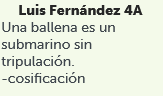 Luis Fernández 4A
Una ballena es un
submarino sin
tripulación.
-cosificación